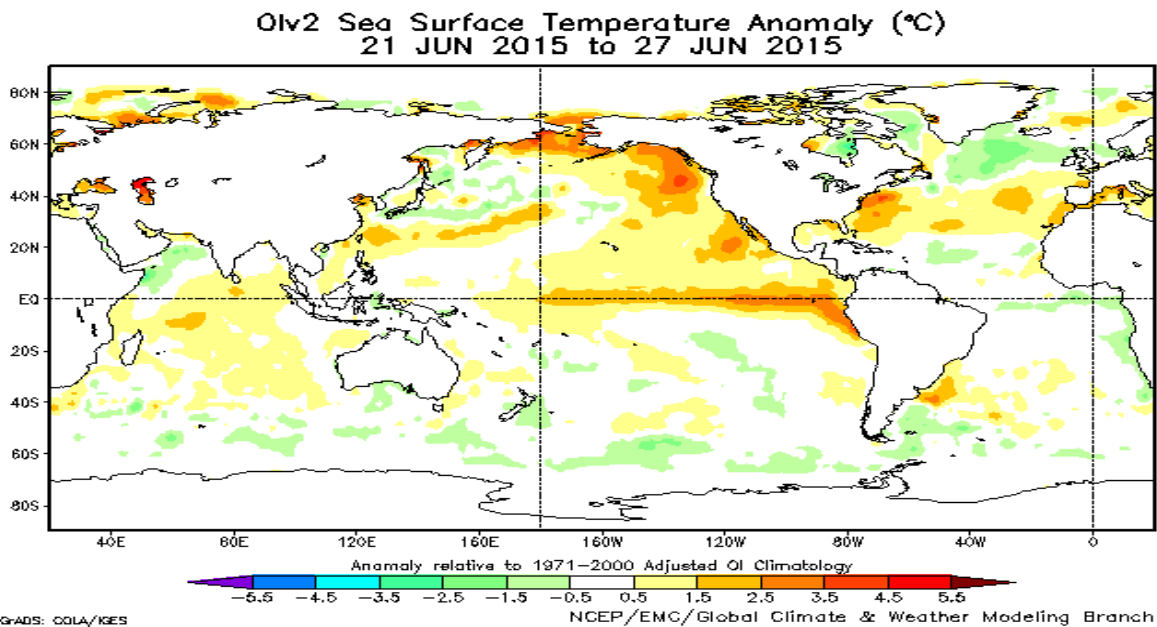 OIv2 Sea Surface Temperature Anomaly (°C)
21 JUN 2015 to 27 JUN 2015
80N
60N
40N
20N
EQ
20S
40S
60S
80S
40E 80E 120E 160E 160W 120W 80W 40W 0
Anomaly relative to 1971-2000 Adjusted OI Climatology
-5.5 -4.5 -3.5 -2.5 -1.5 -0.5 0.5 1.5 2.5 3.5 4.5 5.5
GrADS: COLA/IGES
NCEP/EMC/Global Climate & Weather Modeling Branch